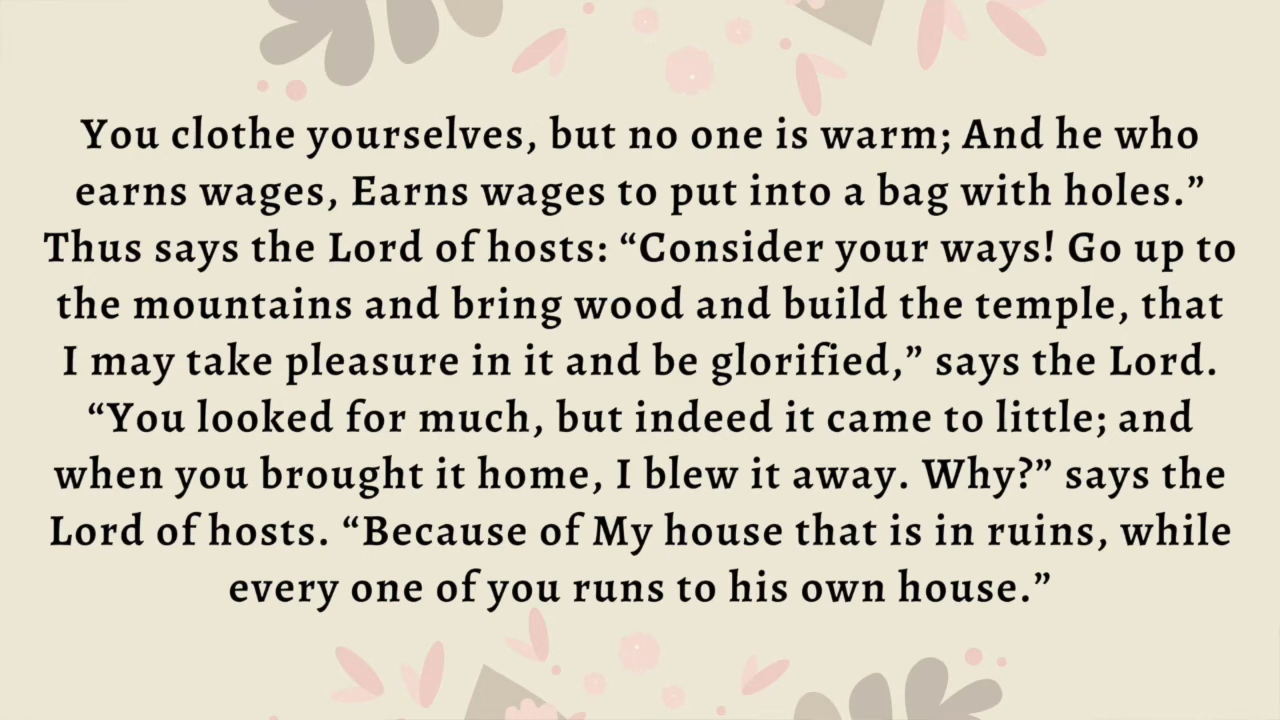 You clothe yourselves, but no one is warm; And he who
earns wages, Earns wages to put into a bag with holes.”
Thus says the Lord of hosts: “Consider your ways! Go up to
the mountains and bring wood and build the temple, that
I may take pleasure in it and be glorified,” says the Lord.
“You looked for much, but indeed it came to little; and
when you brought it home, I blew it away. Why?” says the
Lord of hosts. “Because of My house that is in ruins, while
every one of you runs to his own house.”